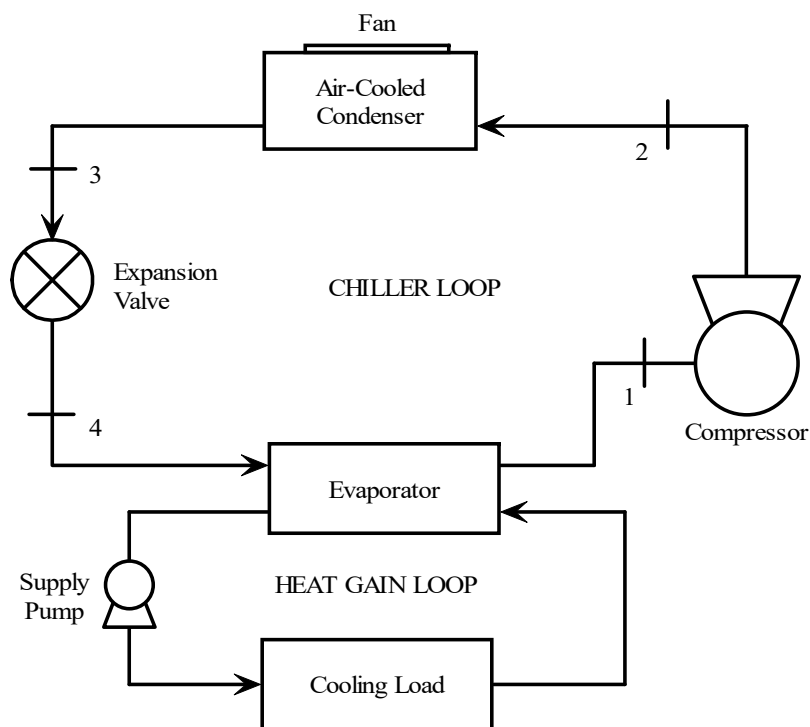 Fan
Air-Cooled
Condenser
2
3
Expansion
Valve
CHILLER LOOP
1
4
Compressor
Evaporator
Supply
Pump
HEAT GAIN LOOP
Cooling Load